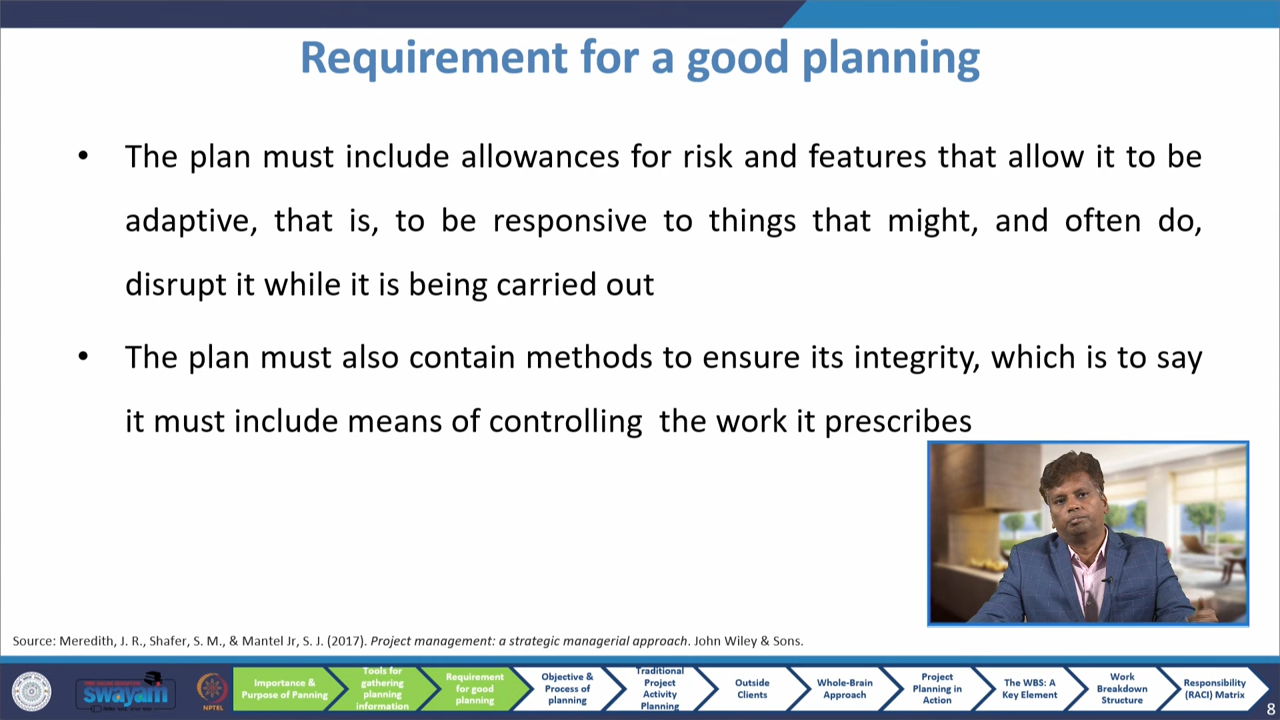 Requirement for a good planning
• The plan must include allowances for risk and features that allow it to be
adaptive, that is, to be responsive to things that might, and often do,
disrupt it while it is being carried out
• The plan must also contain methods to ensure its integrity, which is to say
it must include means of controlling the work it prescribes
Source: Meredith, J. R., Shafer, S. M., & Mantel Jr, S. J. (2017). Project management: a strategic managerial approach. John Wiley & Sons.
swayam
NPTEL
Importance &
Purpose of Panning
Tools for
gathering
planning
information
Requirement
for good
planning
Objective &
Process of
planning
Traditional
Project
Activity
Planning
Outside
Clients
Whole-Brain
Approach
Project
Planning in
Action
The WBS: A
Key Element
Work
Breakdown
Structure
Responsibility
(RACI) Matrix
8